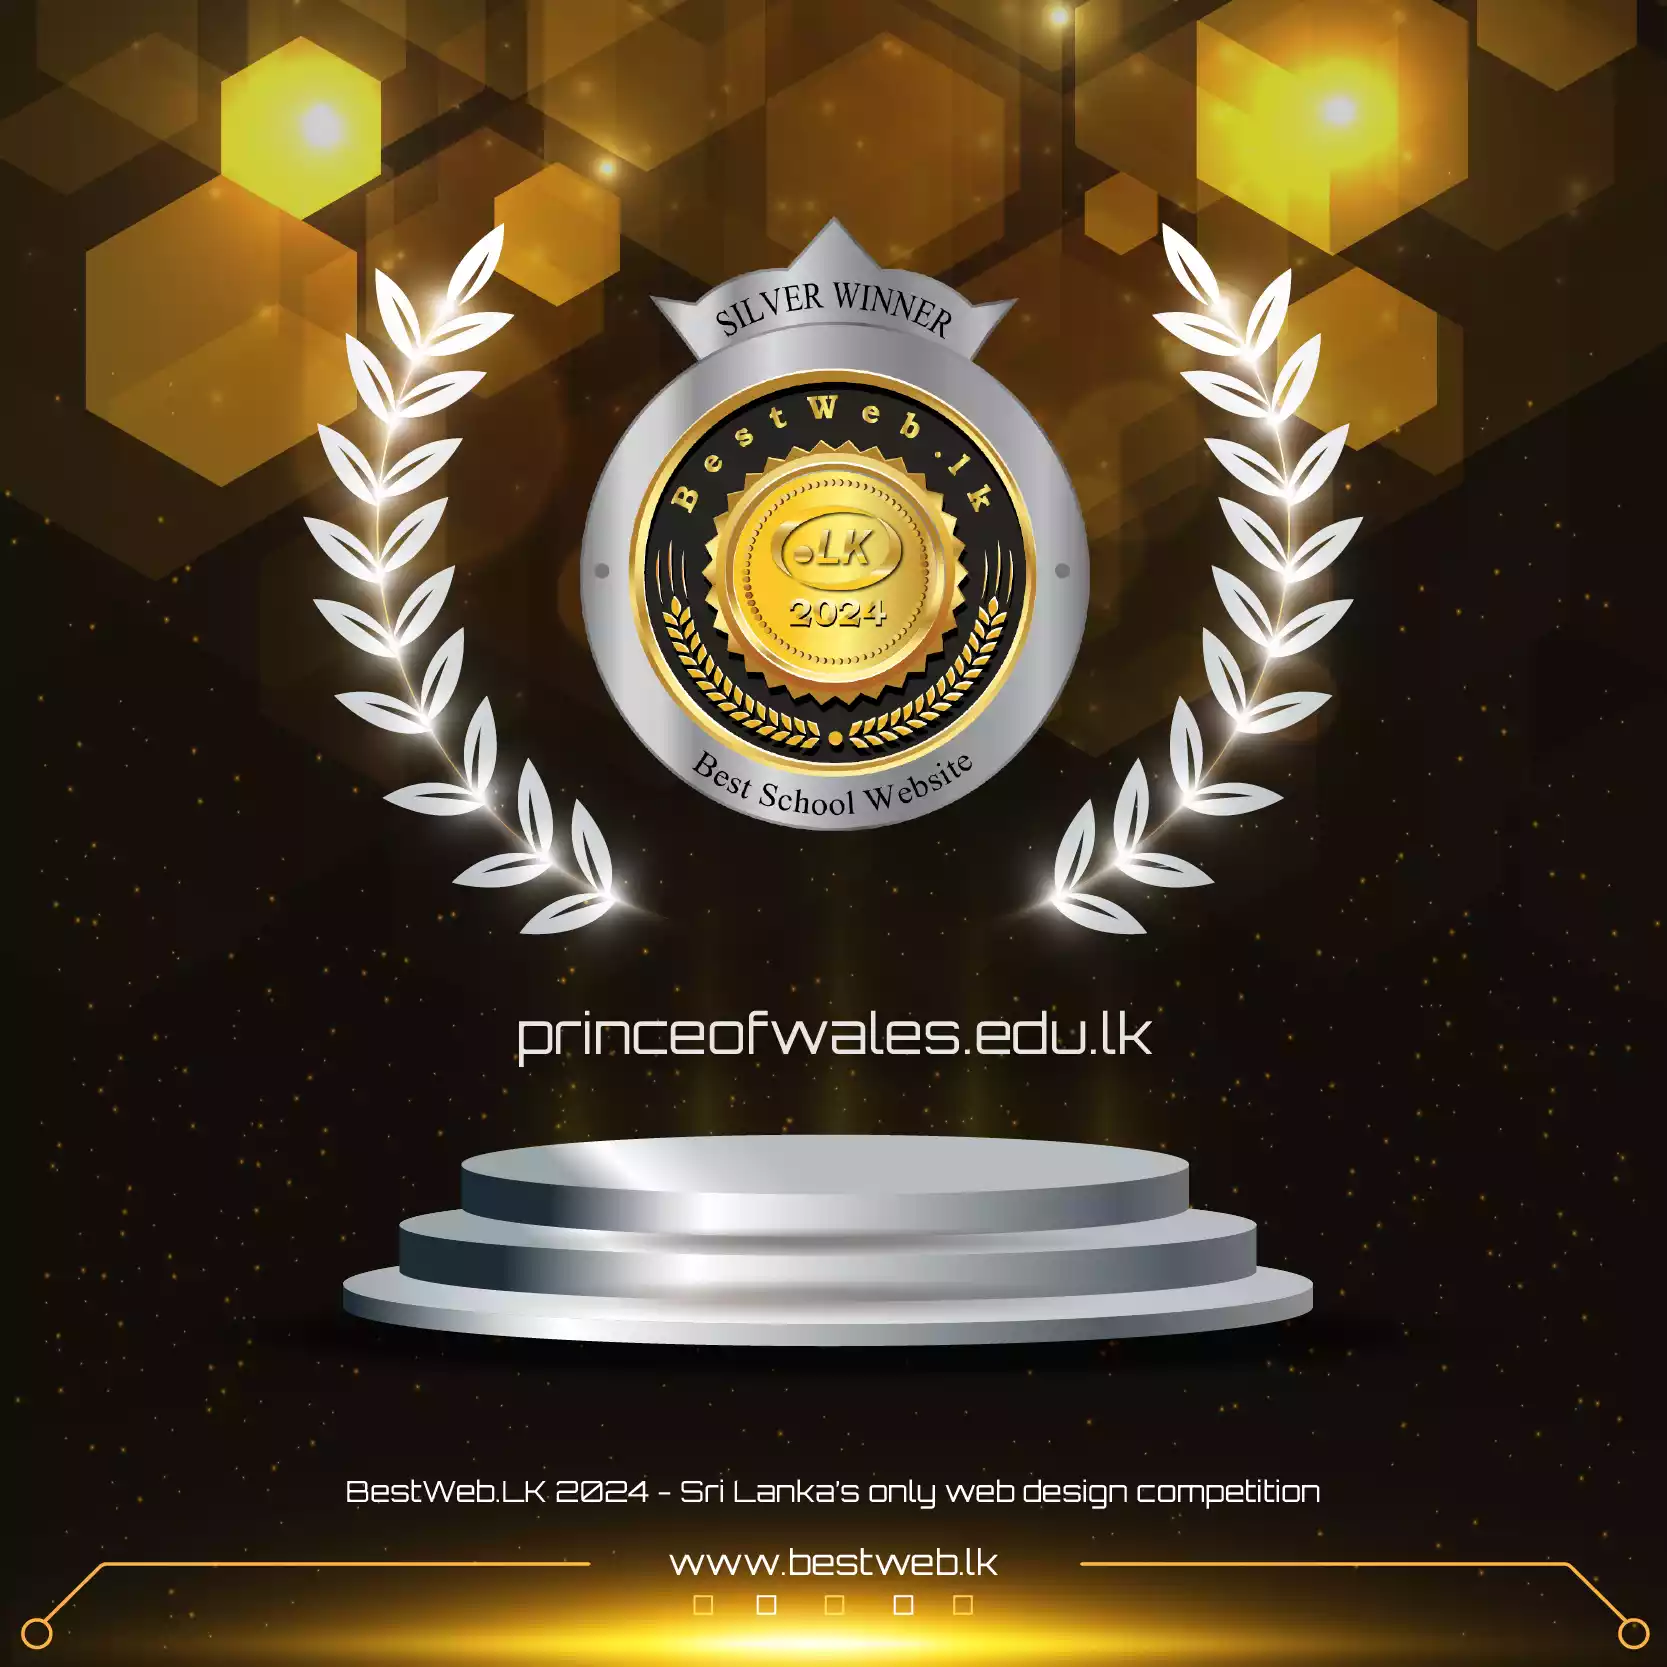 SILVER WINNER
BestWeb.lk
.LK
2024
Best School Website
princeofwales.edu.lk
BestWeb.LK 2024 - Sri Lanka's only web design competition
www.bestweb.lk